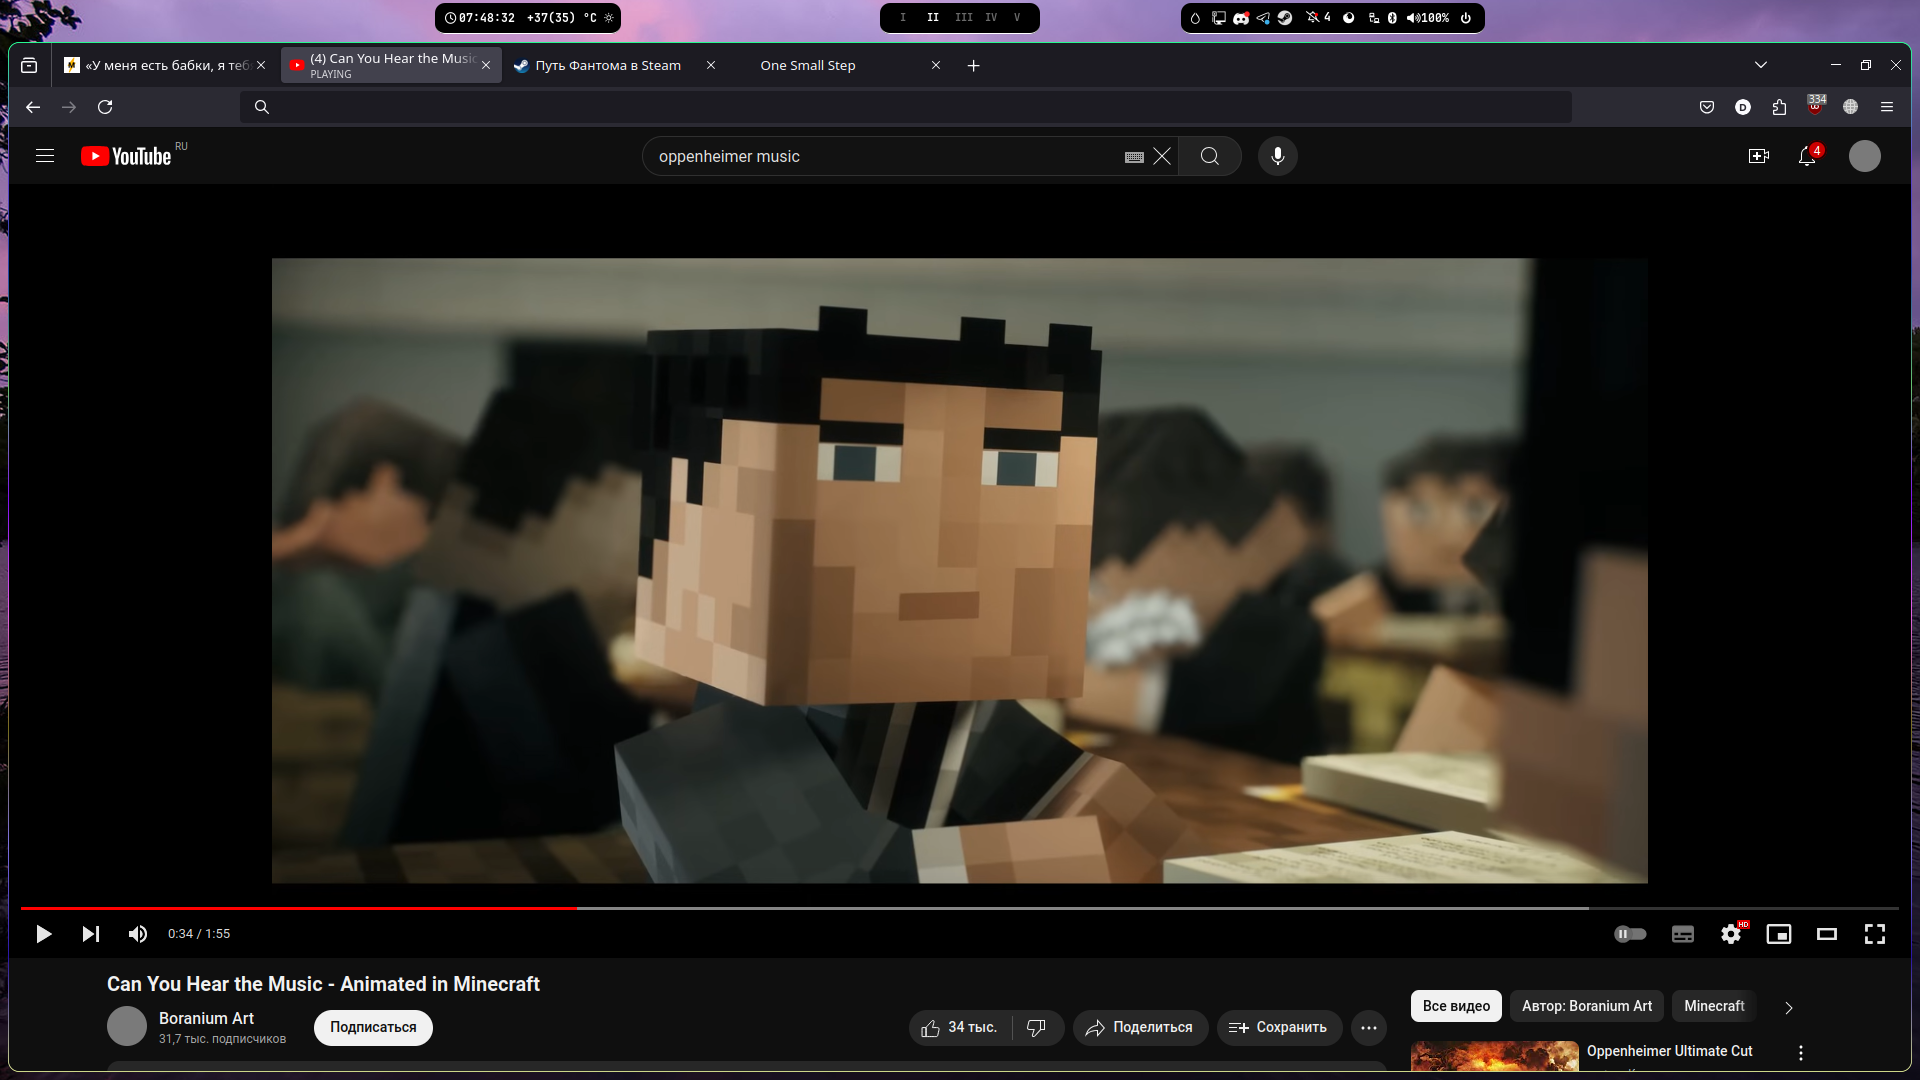 07:48:32 +37(35) °C
I II III IV V
4 100%
«У меня есть бабки, я теб
(4) Can You Hear the Music
PLAYING
Путь Фантома в Steam
One Small Step
D
334
YouTube RU
oppenheimer music
4
0:34 / 1:55
HD
Can You Hear the Music - Animated in Minecraft
Boranium Art
31,7 тыс. подписчиков
Подписаться
34 тыс.
Поделиться
Сохранить
Все видео
Автор: Boranium Art
Minecraft
Oppenheimer Ultimate Cut